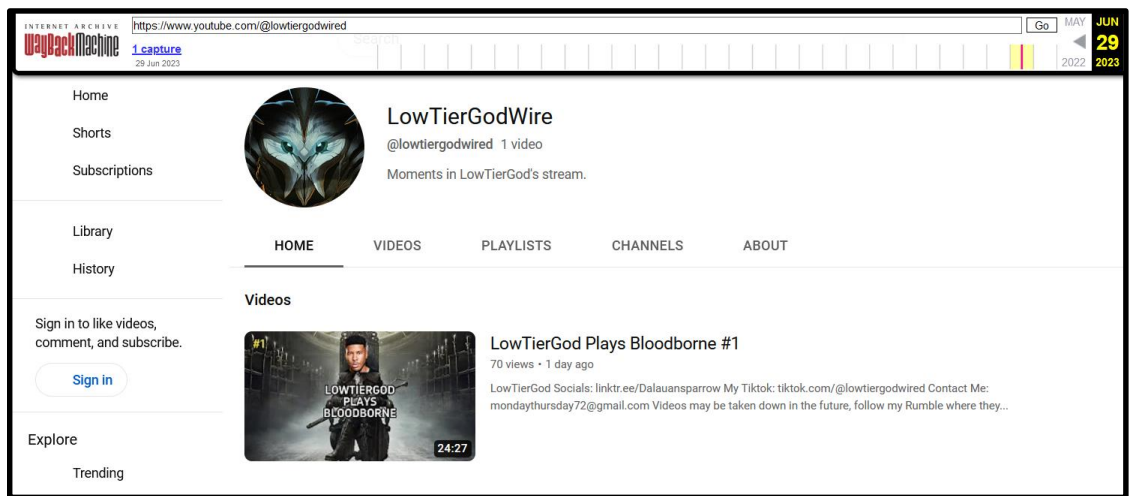 INTERNET ARCHIVE
WayBackMachine
https://www.youtube.com/@lowtiergodwired
Go
MAY
JUN
1 capture
29 Jun 2023
Search
29
2022
2023
Home
Shorts
Subscriptions
Library
History
Sign in to like videos,
comment, and subscribe.
Sign in
Explore
Trending
LowTierGodWire
@lowtiergodwired 1 video
Moments in LowTierGod's stream.
HOME VIDEOS PLAYLISTS CHANNELS ABOUT
Videos
#1
LOWTIERGOD
PLAYS
BLOODBORNE
24:27
LowTierGod Plays Bloodborne #1
70 views • 1 day ago
LowTierGod Socials: linktr.ee/Dalauansparrow My Tiktok: tiktok.com/@lowtiergodwired Contact Me:
mondaythursday72@gmail.com Videos may be taken down in the future, follow my Rumble where they...